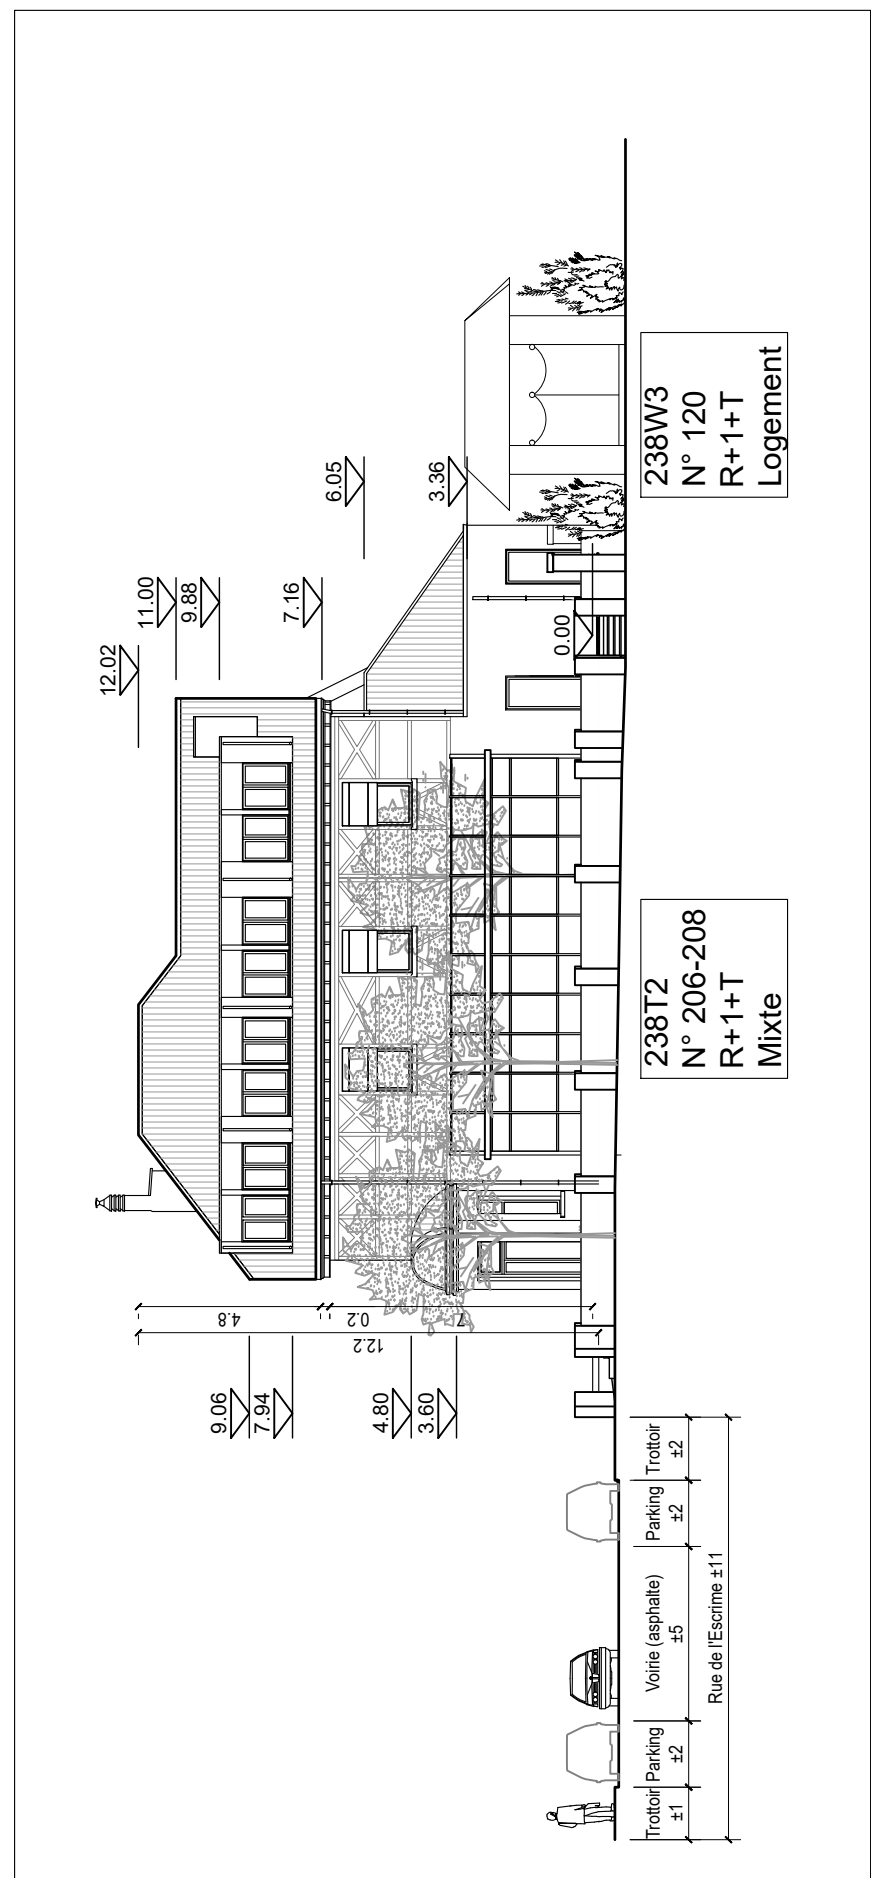 12.02
11.00
9.88
7.16
6.05
3.36
9.06
7.94
4.80
3.60
4.8
0.2
7
12.2
0.00
Trottoir
±1
Parking
±2
Voirie (asphalte)
±5
Parking
±2
Trottoir
±2
Rue de l'Escrime ±11
238T2
N° 206-208
R+1+T
Mixte
238W3
N° 120
R+1+T
Logement